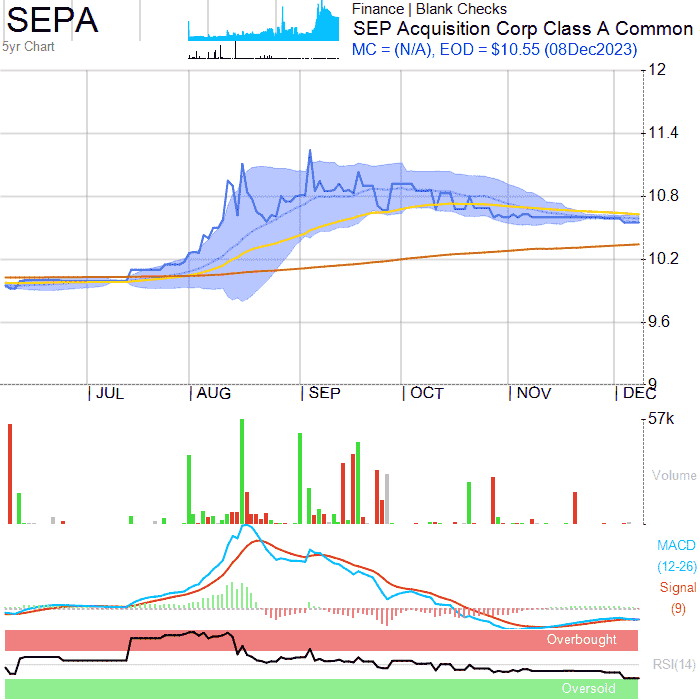 SEPA
Finance | Blank Checks
5yr Chart
SEP Acquisition Corp Class A Common
MC = (N/A), EOD = $10.55 (08Dec2023)
12
11.4
10.8
10.2
9.6
9
JUL AUG SEP OCT NOV DEC
57k
Volume
MACD
(12-26)
Signal
(9)
Overbought
RSI(14)
Oversold